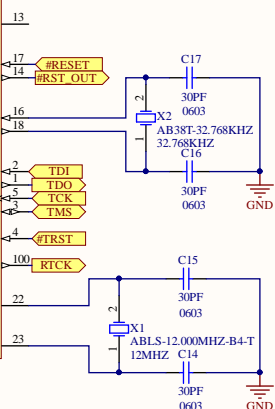 13
17
#RESET
14
#RST_OUT
C17
30PF
0603
16
18
2
1
X2
AB38T-32.768KHZ
32.768KHZ
C16
30PF
0603
GND
2
TDI
1
TDO
5
TCK
3
TMS
4
#TRST
100
RTCK
22
23
C15
30PF
0603
2
1
X1
ABLS-12.000MHZ-B4-T
12MHZ
C14
30PF
0603
GND